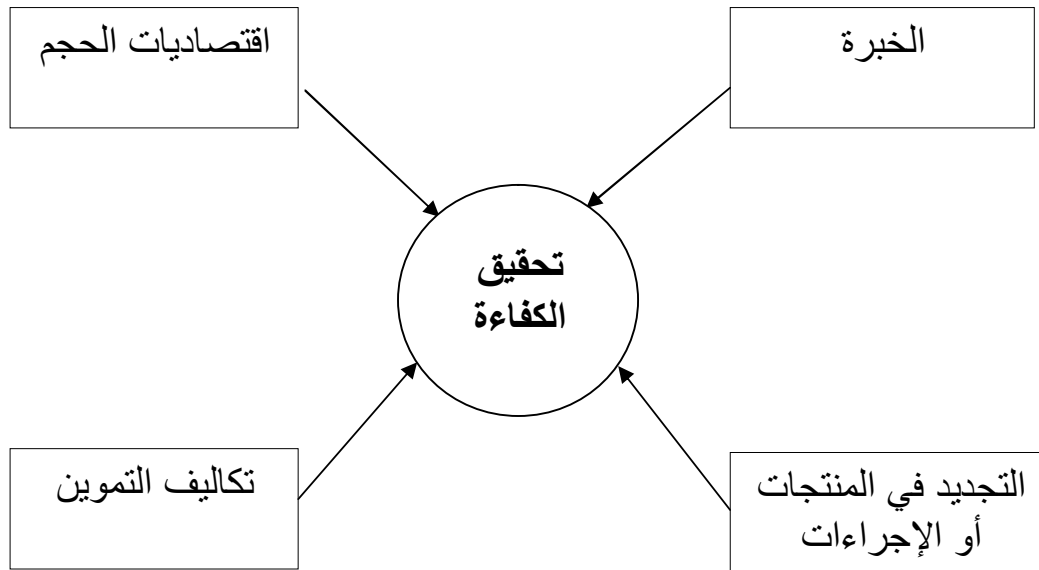 الخبرة
اقتصاديات الحجم
تحقيق
الكفاءة
التجديد في المنتجات
أو الإجراءات
تكاليف التموين